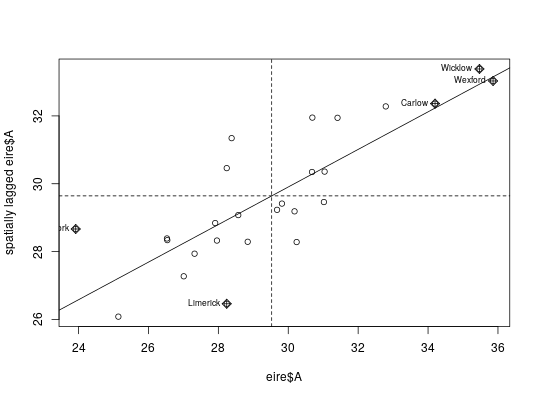 Wicklow
Wexford
Carlow
ork
Limerick
32
30
28
26
24 26 28 30 32 34 36
eire$A
spatially lagged eire$A